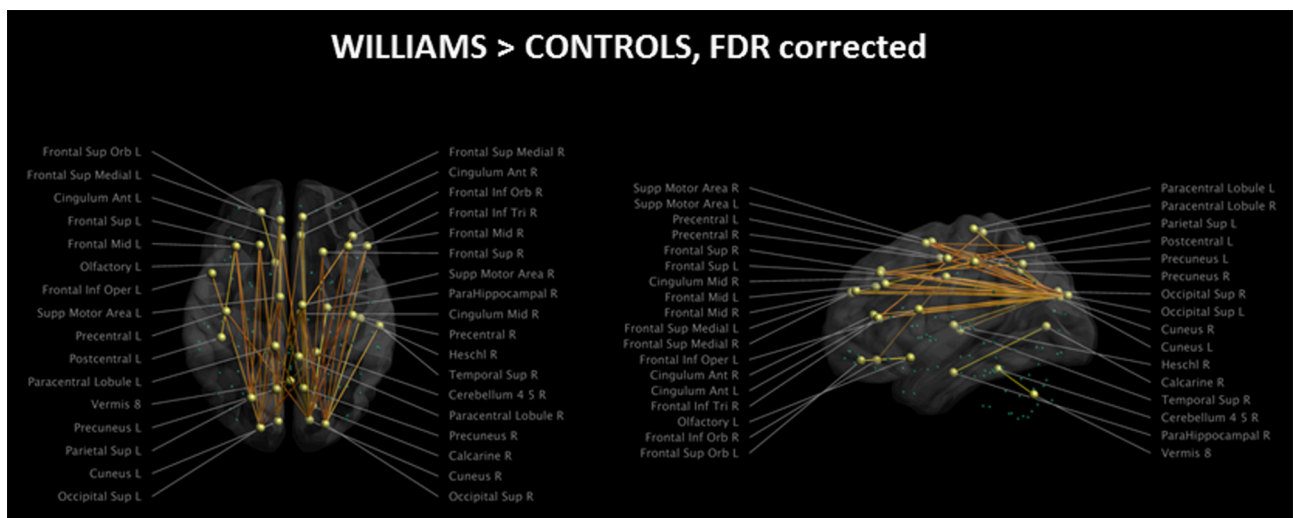 WILLIAMS > CONTROLS, FDR corrected
Frontal Sup Orb L
Frontal Sup Medial L
Cingulum Ant L
Frontal Sup L
Frontal Mid L
Olfactory L
Frontal Inf Oper L
Supp Motor Area L
Precentral L
Postcentral L
Paracentral Lobule L
Vermis 8
Precuneus L
Parietal Sup L
Cuneus L
Occipital Sup L
Frontal Sup Medial R
Cingulum Ant R
Frontal Inf Orb R
Frontal Inf Tri R
Frontal Mid R
Frontal Sup R
Supp Motor Area R
ParaHippocampal R
Cingulum Mid R
Precentral R
Heschl R
Temporal Sup R
Cerebellum 4 5 R
Paracentral Lobule R
Precuneus R
Calcarine R
Cuneus R
Occipital Sup R
Supp Motor Area R
Supp Motor Area L
Precentral L
Precentral R
Frontal Sup R
Frontal Sup L
Cingulum Mid R
Frontal Mid L
Frontal Mid R
Frontal Sup Medial L
Frontal Sup Medial R
Frontal Inf Oper L
Cingulum Ant R
Cingulum Ant L
Frontal Inf Tri R
Olfactory L
Frontal Inf Orb R
Frontal Sup Orb L
Paracentral Lobule L
Paracentral Lobule R
Parietal Sup L
Postcentral L
Precuneus L
Precuneus R
Occipital Sup R
Occipital Sup L
Cuneus R
Cuneus L
Heschl R
Calcarine R
Temporal Sup R
Cerebellum 4 5 R
ParaHippocampal R
Vermis 8